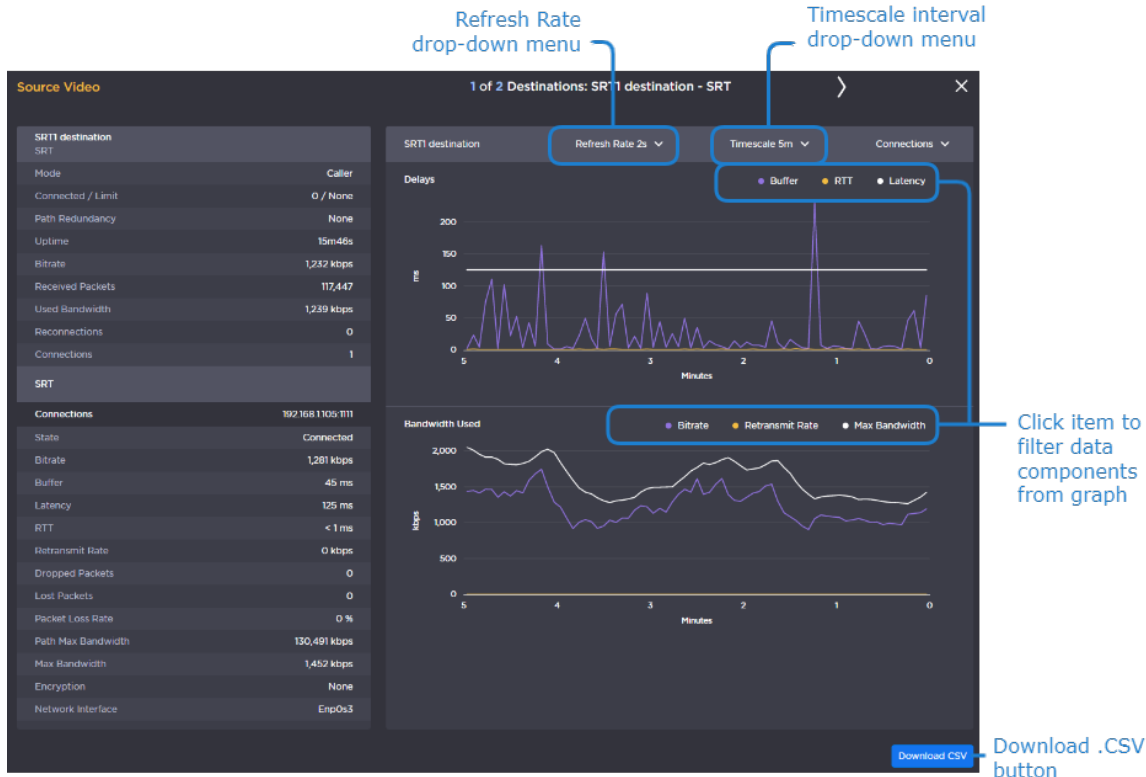 Refresh Rate
drop-down menu
Timescale interval
drop-down menu
Source Video
1 of 2 Destinations: SRT1 destination - SRT
SRT1 destination
SRT
Mode Caller
Connected / Limit 0 / None
Path Redundancy None
Uptime 15m46s
Bitrate 1,232 kbps
Received Packets 117,447
Used Bandwidth 1,239 kbps
Reconnections 0
Connections 1
SRT
Connections 192.168.1.105:1111
State Connected
Bitrate 1,281 kbps
Buffer 45 ms
Latency 125 ms
RTT < 1 ms
Retransmit Rate 0 kbps
Dropped Packets 0
Lost Packets 0
Packet Loss Rate 0 %
Path Max Bandwidth 130,491 kbps
Max Bandwidth 1,452 kbps
Encryption None
Network Interface Enp0s3
SRT1 destination Refresh Rate 2s Timescale 5m Connections
Delays Buffer RTT Latency
200
150
ms
100
50
0
5 4 3 2 1 0
Minutes
Bandwidth Used Bitrate Retransmit Rate Max Bandwidth
2,000
1,500
kbps
1,000
500
0
5 4 3 2 1 0
Minutes
Click item to
filter data
components
from graph
Download CSV
Download .CSV
button